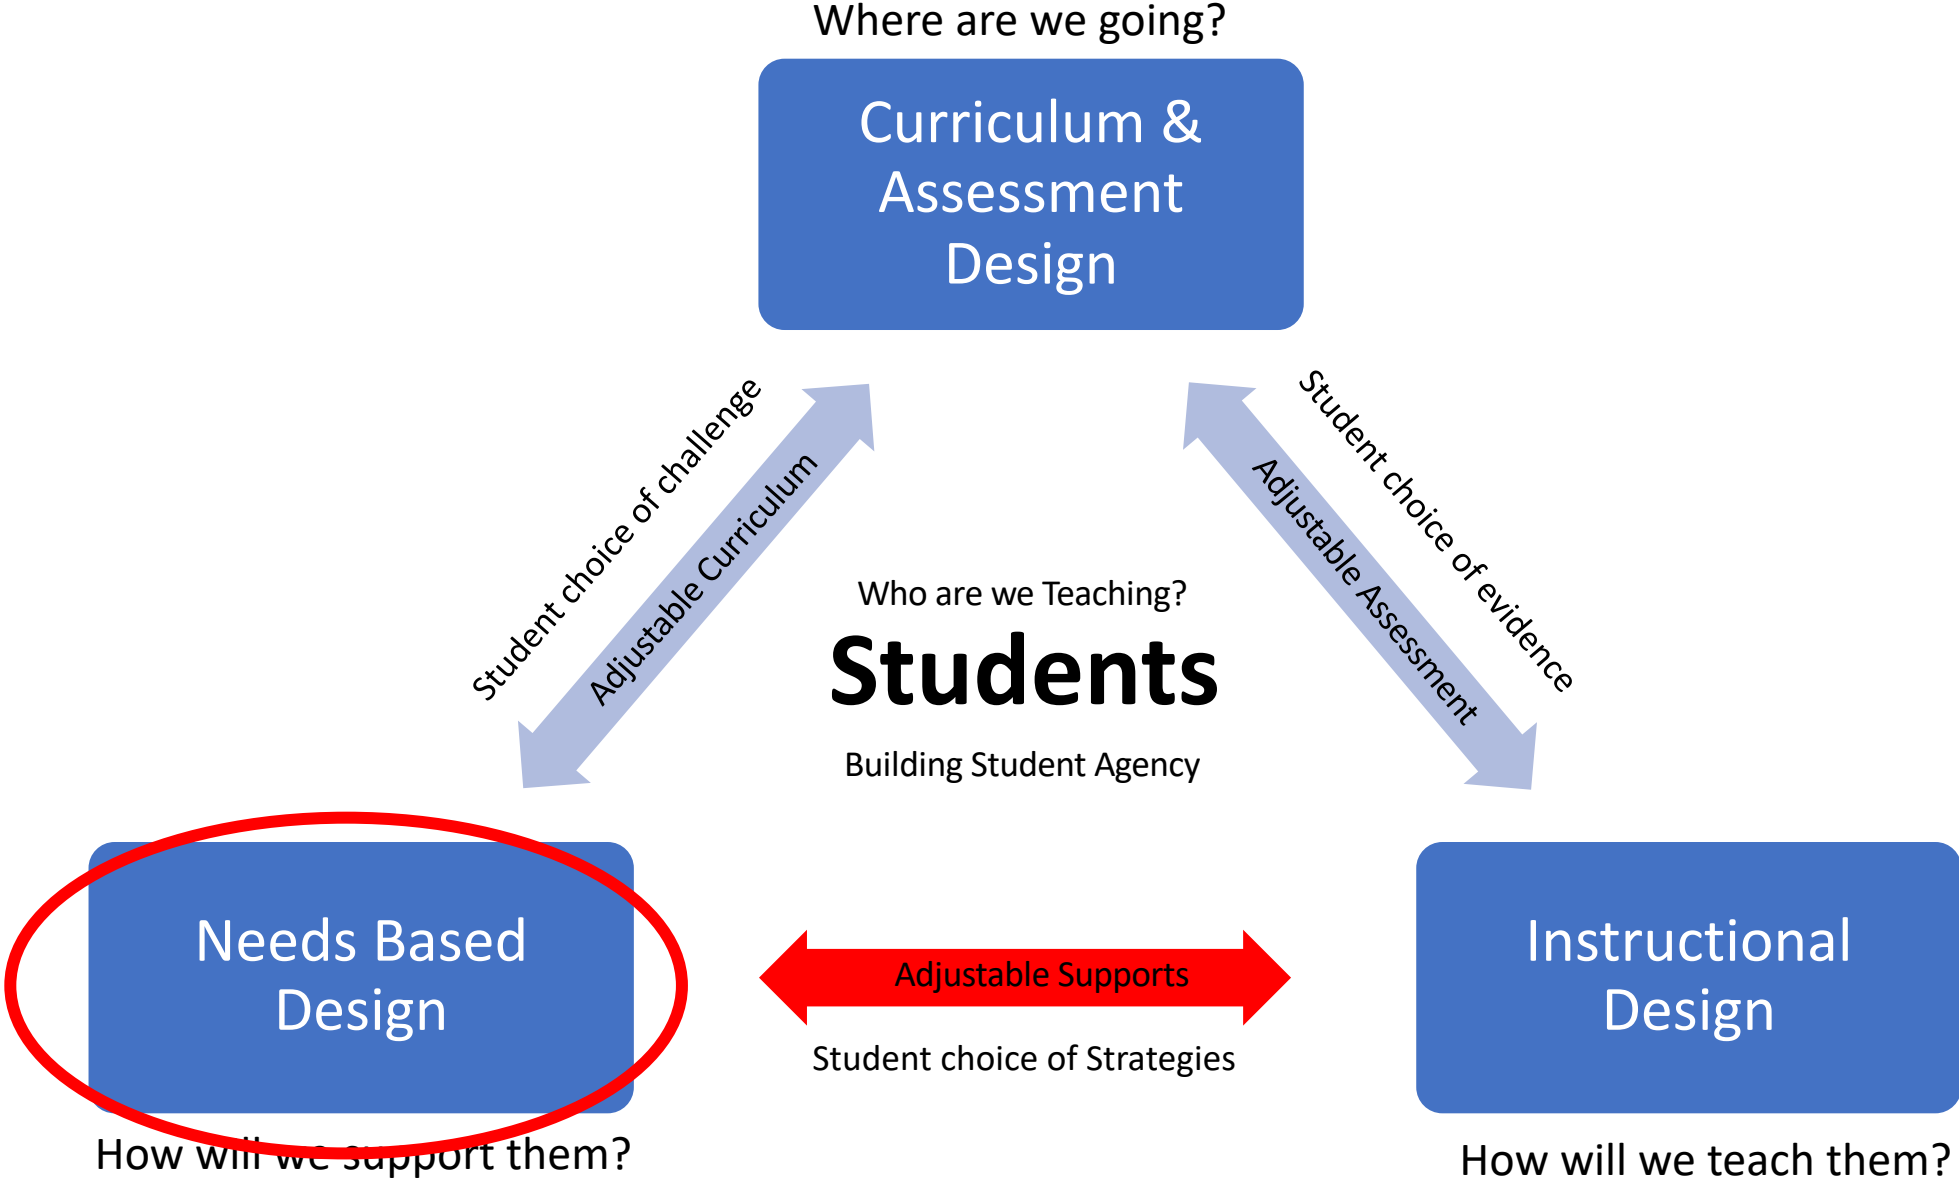 Where are we going?
Curriculum &
Assessment
Design
Student choice of challenge
Adjustable Curriculum
Student choice of evidence
Adjustable Assessment
Who are we Teaching?
Students
Building Student Agency
Needs Based
Design
Adjustable Supports
Student choice of Strategies
Instructional
Design
How will we support them?
How will we teach them?